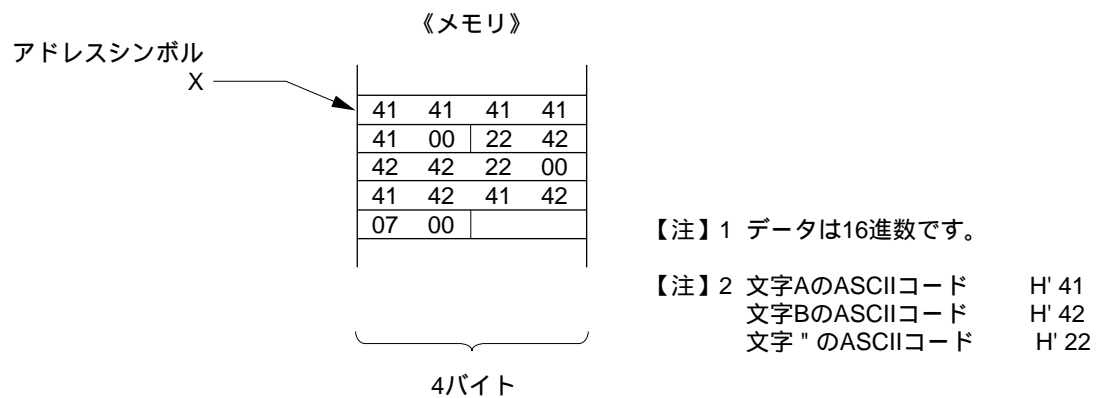 《メモリ》
アドレスシンボル
X
41 41 41 41
41 00 22 42
42 42 22 00
41 42 41 42
07 00
【注】1 データは16進数です。
【注】2 文字AのASCIIコード H' 41
文字BのASCIIコード H' 42
文字 " のASCIIコード H' 22
4バイト